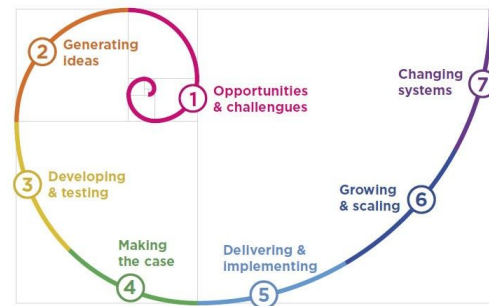 1
Opportunities
& challengues
2
Generating
ideas
3
Developing
& testing
4
Making
the case
5
Delivering &
implementing
6
Growing
& scaling
7
Changing
systems